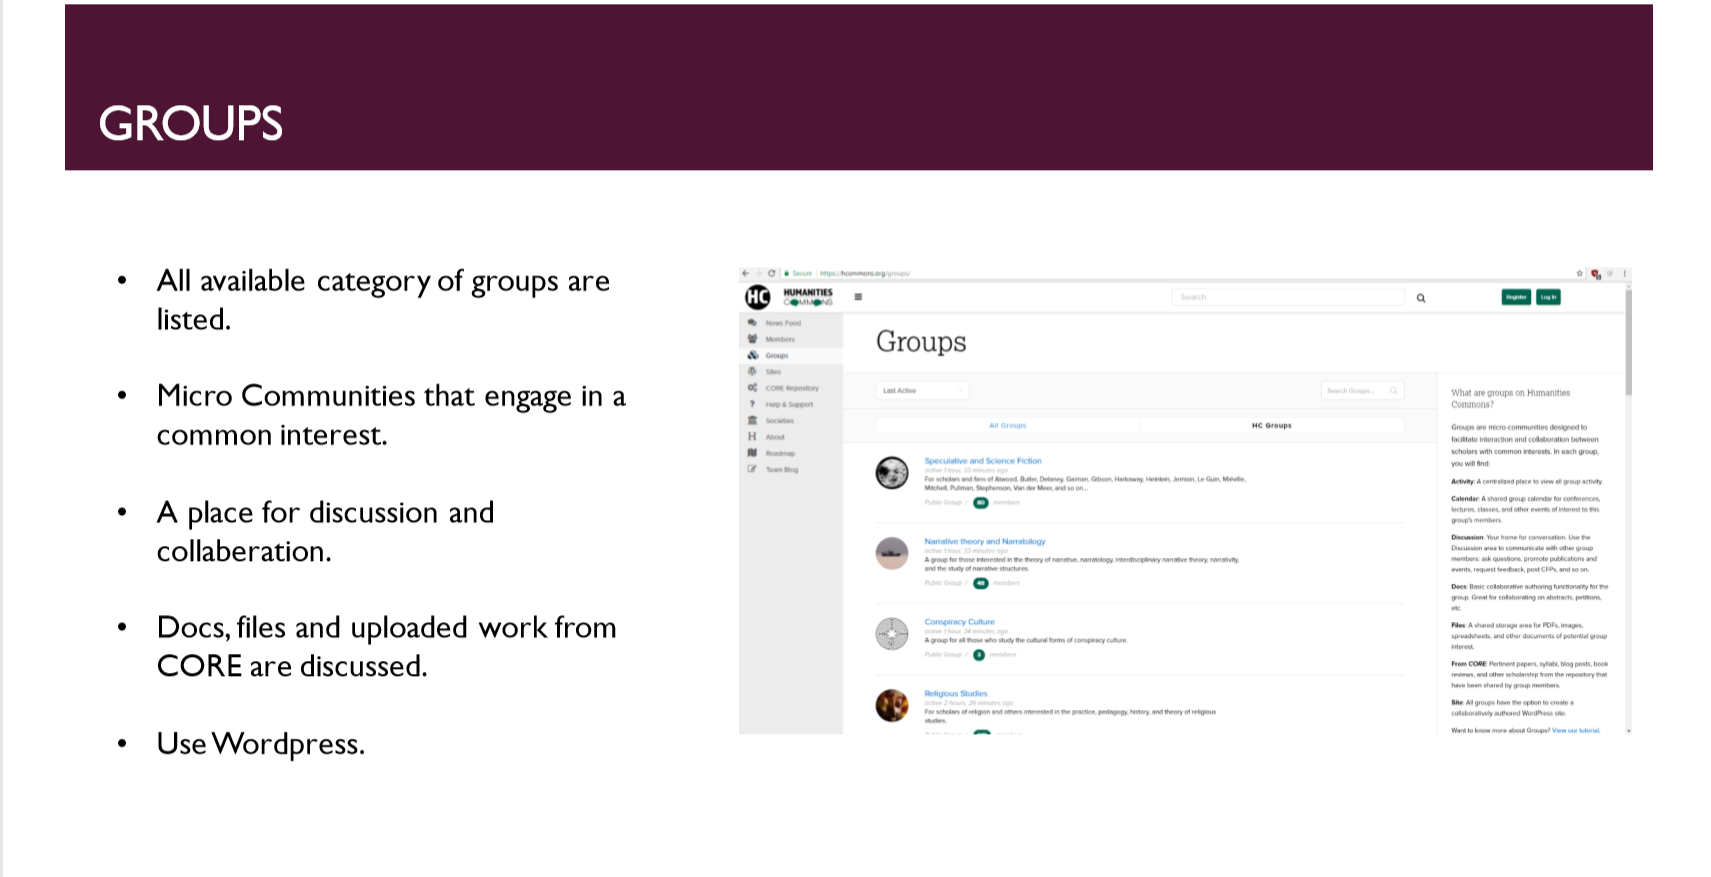 GROUPS
• All available category of groups are
listed.
• Micro Communities that engage in a
common interest.
• A place for discussion and
collaberation.
• Docs, files and uploaded work from
CORE are discussed.
• Use Wordpress.
Secure https://hcommons.org/groups/
HC HUMANITIES
COMMONS
Search
Register Log In
News Feed
Members
Groups
Sites
CORE Repository
Help & Support
Societies
About
Roadmap
Team Blog
Groups
Last Active
Search Groups...
All Groups HC Groups
Speculative and Science Fiction
active 1 hour, 33 minutes ago
For scholars and fans of Atwood, Butler, Delaney, Gaiman, Gibson, Harkaway, Heinlein, Jemisin, Le Guin, Miéville,
Mitchell, Pullman, Stephenson, Van der Meer, and so on...
Public Group / 80 members
Narrative theory and Narratology
active 1 hour, 33 minutes ago
A group for those interested in the theory of narrative, narratology, interdisciplinary narrative theory, narrativity,
and the study of narrative structures.
Public Group / 48 members
Conspiracy Culture
active 1 hour, 34 minutes ago
A group for all those who study the cultural forms of conspiracy culture.
Public Group / 3 members
Religious Studies
active 2 hours, 26 minutes ago
For scholars of religion and others interested in the practice, pedagogy, history, and theory of religious
studies.
What are groups on Humanities
Commons?
Groups are micro-communities designed to
facilitate interaction and collaboration between
scholars with common interests. In each group,
you will find:
Activity: A centralized place to view all group activity.
Calendar: A shared group calendar for conferences,
lectures, classes, and other events of interest to this
group's members.
Discussion: Your home for conversation. Use the
Discussion area to communicate with other group
members: ask questions, promote publications and
events, request feedback, post CFPs, and so on.
Docs: Basic collaborative authoring functionality for the
group. Great for collaborating on abstracts, petitions,
etc.
Files: A shared storage area for PDFs, images,
spreadsheets, and other documents of potential group
interest.
From CORE: Pertinent papers, syllabi, blog posts, book
reviews, and other scholarship from the repository that
have been shared by group members.
Site: All groups have the option to create a
collaboratively authored WordPress site.
Want to know more about Groups? View our tutorial.